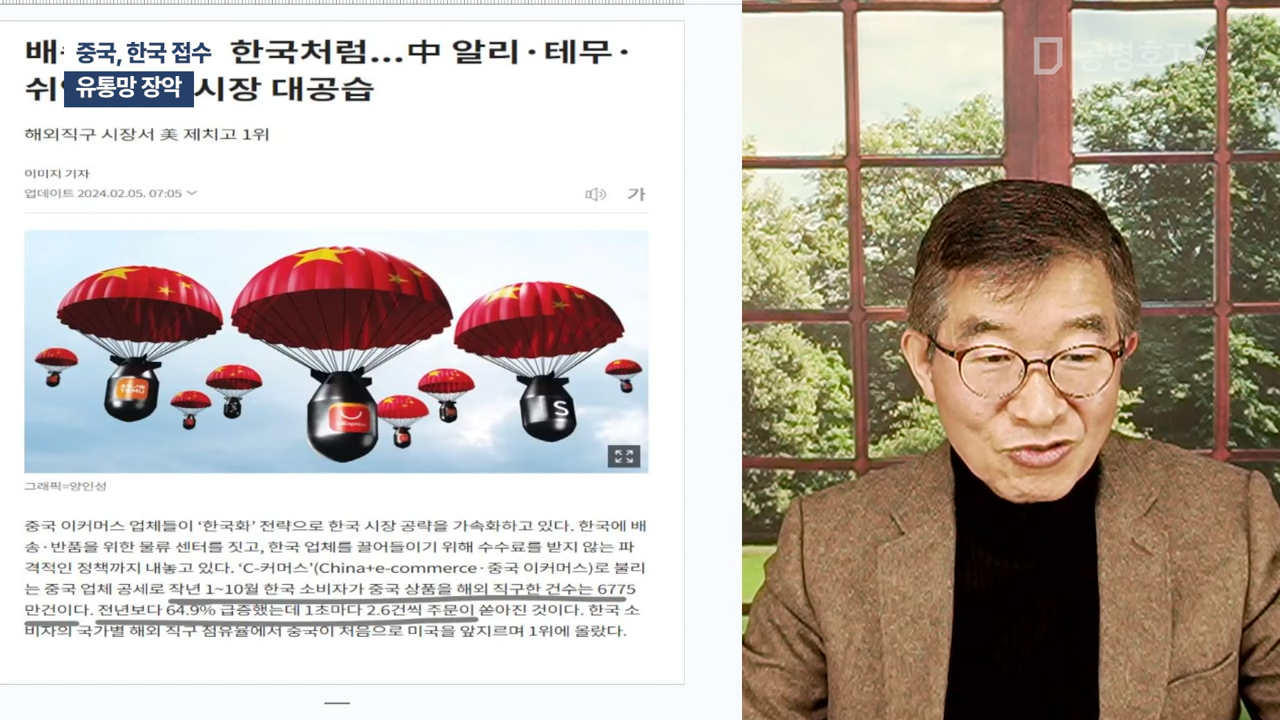 중국, 한국 접수 한국처럼...中 알리·테무·
유통망 장악 시장 대공습
해외직구 시장서 美 제치고 1위
이미지 기자
업데이트 2024.02.05. 07:05
가
공병호TV
TEMU
AliExpress
S
그래픽=양인성
중국 이커머스 업체들이 ‘한국화’ 전략으로 한국 시장 공략을 가속화하고 있다. 한국에 배
송·반품을 위한 물류 센터를 짓고, 한국 업체를 끌어들이기 위해 수수료를 받지 않는 파
격적인 정책까지 내놓고 있다. ‘C-커머스’(China+e-commerce·중국 이커머스)로 불리
는 중국 업체 공세로 작년 1~10월 한국 소비자가 중국 상품을 해외 직구한 건수는 6775
만건이다. 전년보다 64.9% 급증했는데 1초마다 2.6건씩 주문이 쏟아진 것이다. 한국 소
비자의 국가별 해외 직구 점유율에서 중국이 처음으로 미국을 앞지르며 1위에 올랐다.